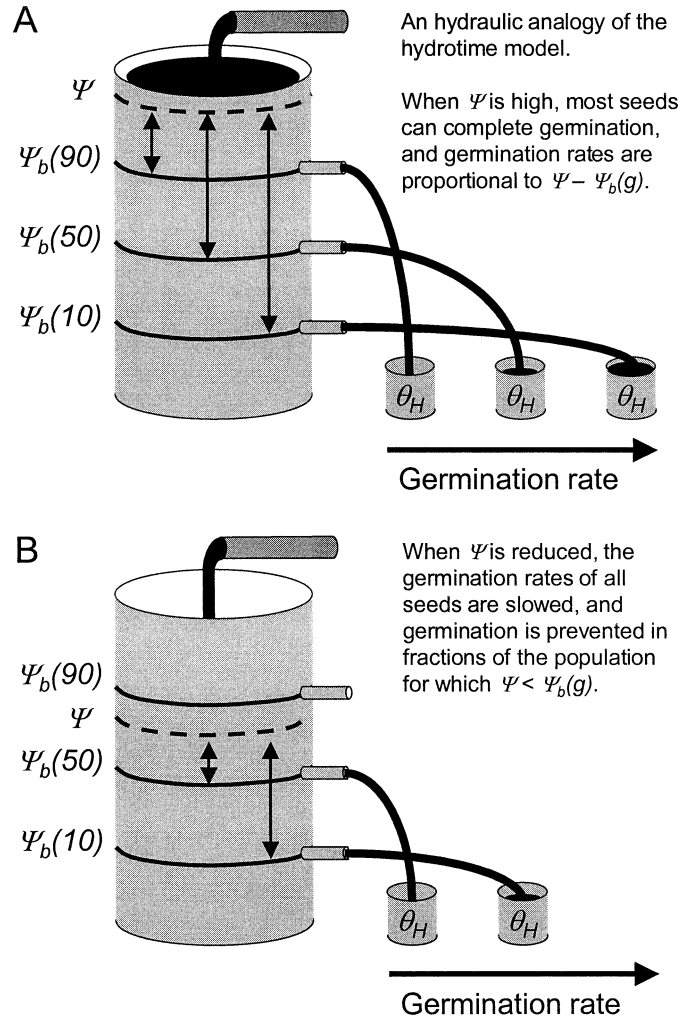 A
An hydraulic analogy of the
hydrotime model.
When Ψ is high, most seeds
can complete germination,
and germination rates are
proportional to Ψ – Ψb(g).
Ψ
Ψb(90)
Ψb(50)
Ψb(10)
θH
θH
θH
Germination rate
B
When Ψ is reduced, the
germination rates of all
seeds are slowed, and
germination is prevented in
fractions of the population
for which Ψ < Ψb(g).
Ψb(90)
Ψ
Ψb(50)
Ψb(10)
θH
θH
Germination rate